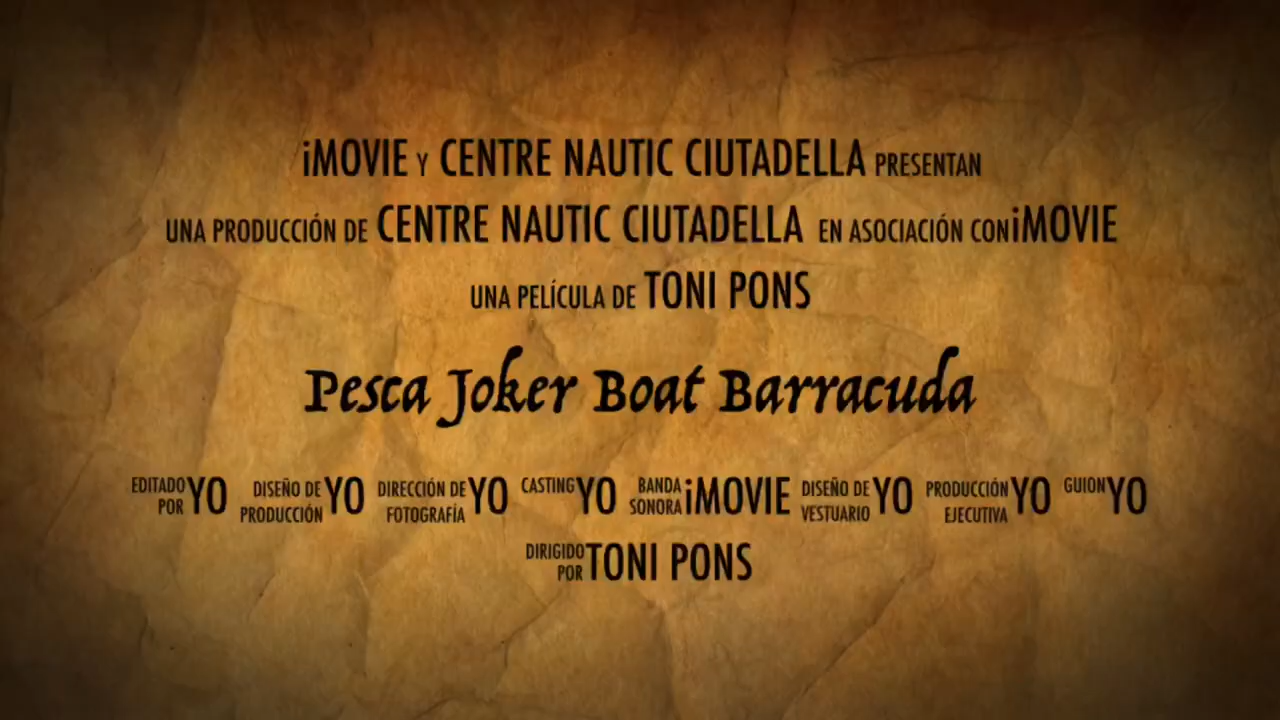 iMOVIE Y CENTRE NAUTIC CIUTADELLA PRESENTAN
UNA PRODUCCIÓN DE CENTRE NAUTIC CIUTADELLA EN ASOCIACIÓN CON iMOVIE
UNA PELÍCULA DE TONI PONS
Pesca Joker Boat Barracuda
EDITADO POR YO DISEÑO DE PRODUCCIÓN YO DIRECCIÓN DE FOTOGRAFÍA YO CASTING YO BANDA SONORA iMOVIE DISEÑO DE VESTUARIO YO PRODUCCIÓN EJECUTIVA YO GUION YO
DIRIGIDO POR TONI PONS